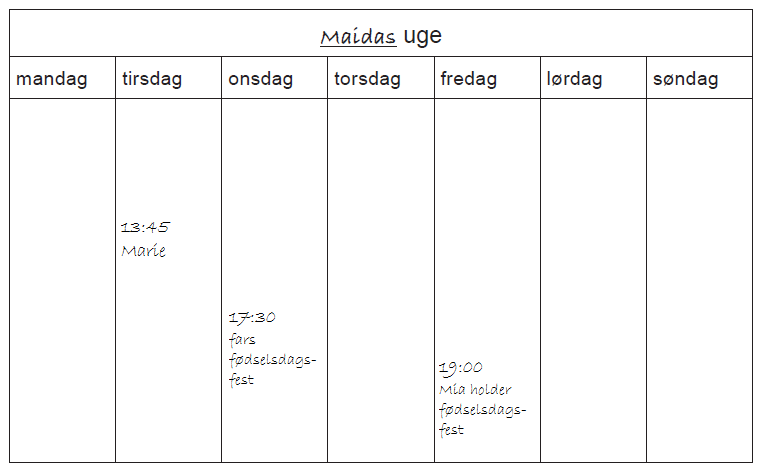 Maidas uge
mandag tirsdag onsdag torsdag fredag lørdag søndag
13:45
Marie
17:30
fars
fødselsdags-
fest
19:00
Mia holder
fødselsdags-
fest